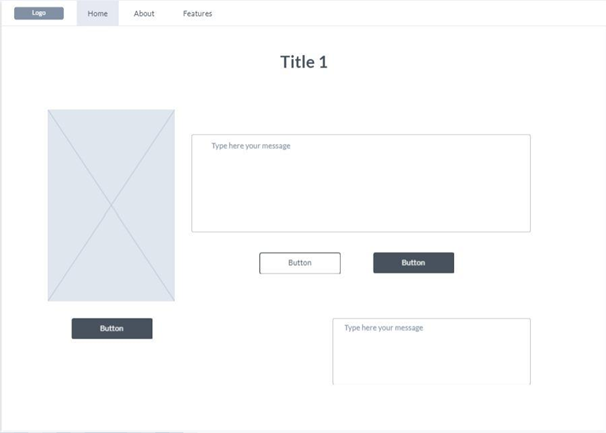 Logo
Home
About
Features
Title 1
Type here your message
Button
Button
Button
Type here your message